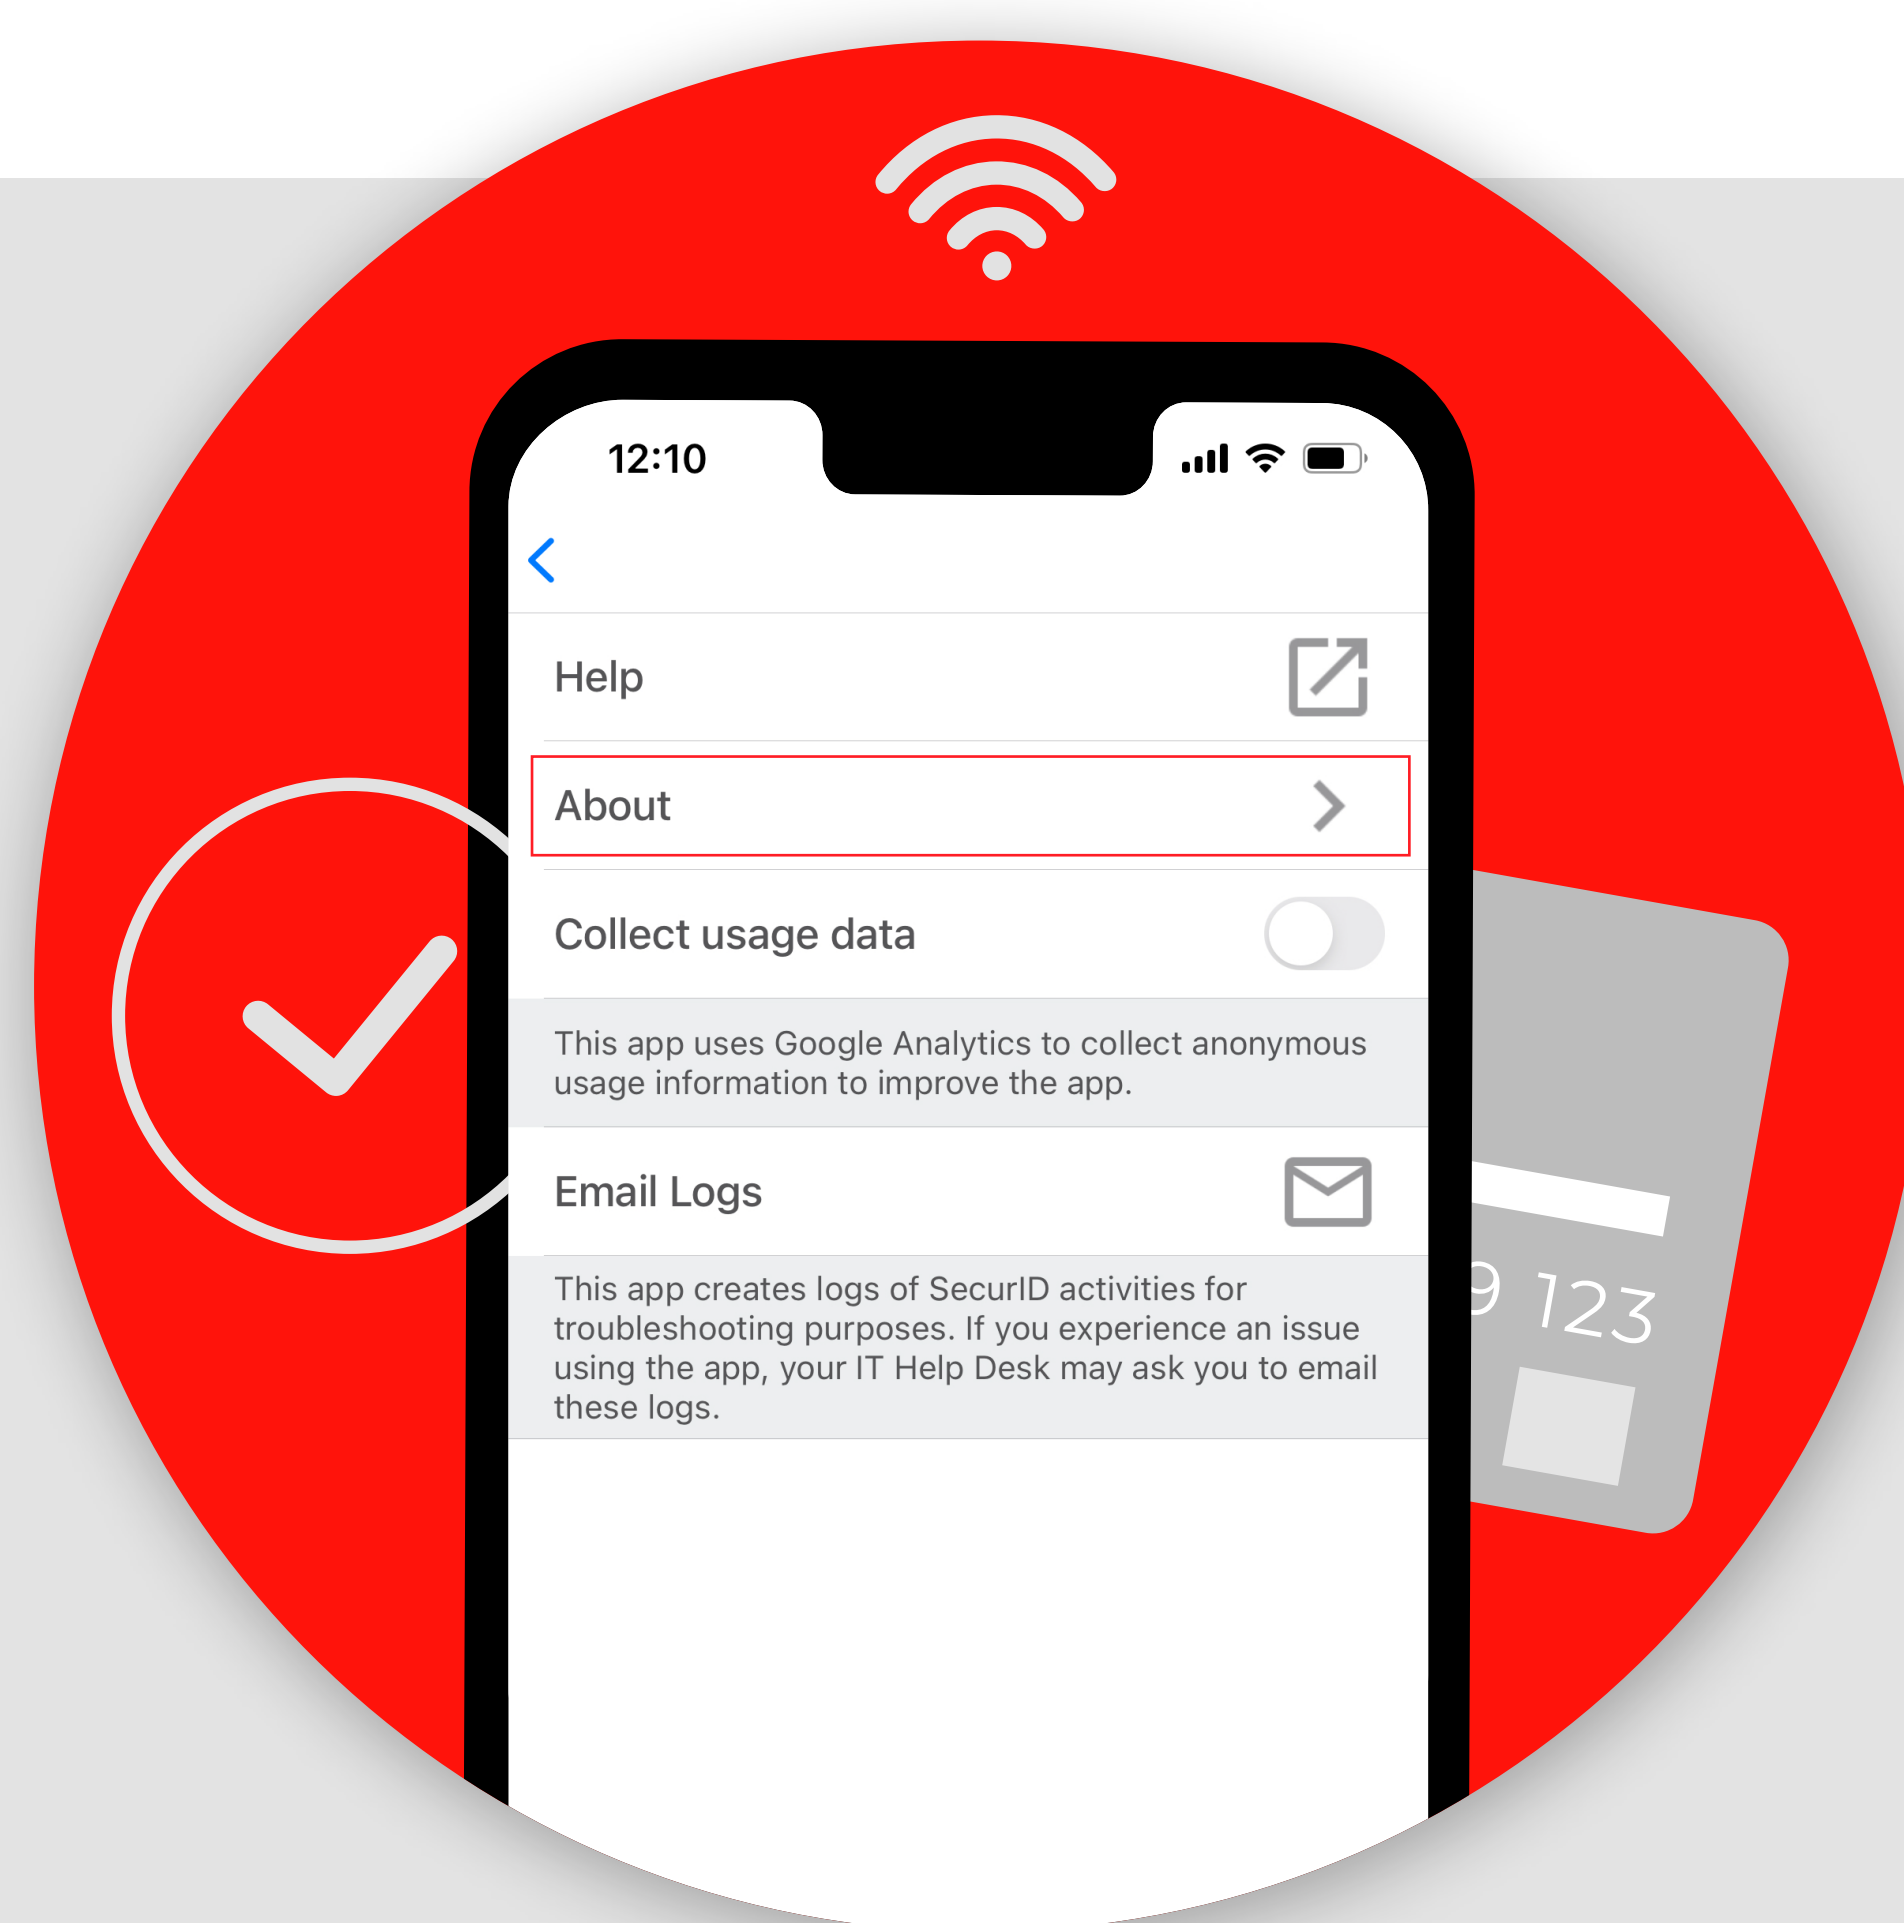 12:10
Help
About
Collect usage data
This app uses Google Analytics to collect anonymous
usage information to improve the app.
Email Logs
This app creates logs of SecurID activities for
troubleshooting purposes. If you experience an issue
using the app, your IT Help Desk may ask you to email
these logs.
9 123